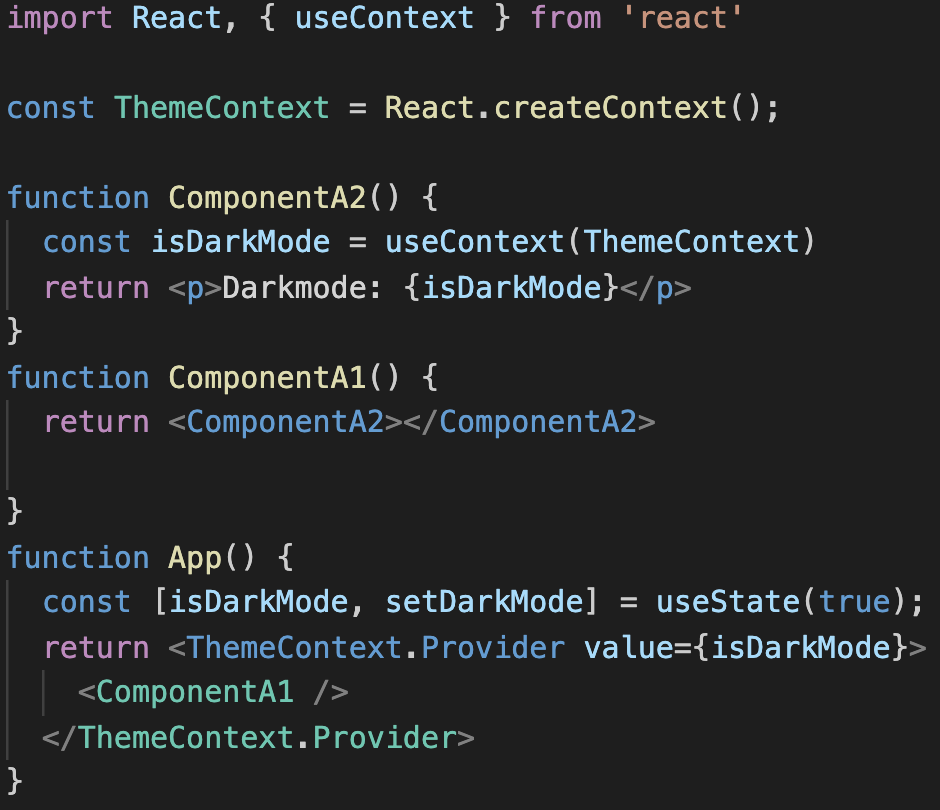 import React, { useContext } from 'react'
const ThemeContext = React.createContext();
function ComponentA2() {
const isDarkMode = useContext(ThemeContext)
return <p>Darkmode: {isDarkMode}</p>
}
function ComponentA1() {
return <ComponentA2></ComponentA2>
}
function App() {
const [isDarkMode, setDarkMode] = useState(true);
return <ThemeContext.Provider value={isDarkMode}>
<ComponentA1 />
</ThemeContext.Provider>
}